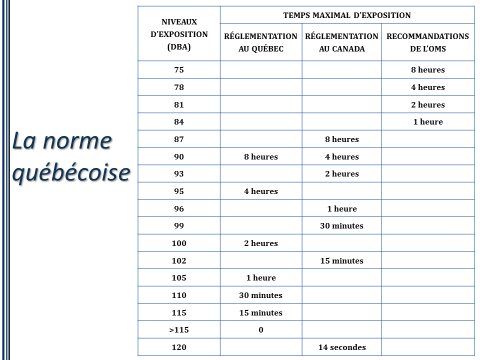 La norme
québécoise
NIVEAUX
D'EXPOSITION
(DBA)
TEMPS MAXIMAL D'EXPOSITION
RÉGLEMENTATION
AU QUÉBEC
RÉGLEMENTATION
AU CANADA
RECOMMANDATIONS
DE L'OMS
75 8 heures
78 4 heures
81 2 heures
84 1 heure
87 8 heures
90 8 heures 4 heures
93 2 heures
95 4 heures
96 1 heure
99 30 minutes
100 2 heures
102 15 minutes
105 1 heure
110 30 minutes
115 15 minutes
>115 0
120 14 secondes